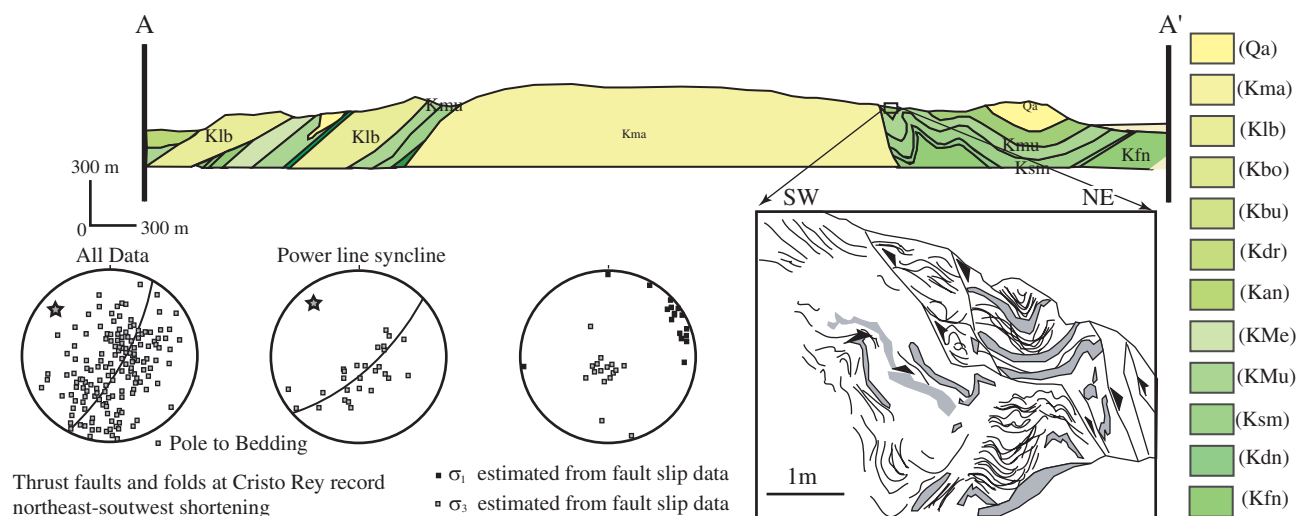 A
A'
(Qa)
(Kma)
(Klb)
(Kbo)
(Kbu)
(Kdr)
(Kan)
(KMe)
(KMu)
(Ksm)
(Kdn)
(Kfn)
Klb
Klb
Kmu
Kma
Qa
Kmu
Kfn
Ksm
300 m
0
300 m
SW
NE
1m
All Data
Power line syncline
Pole to Bedding
σ1 estimated from fault slip data
σ3 estimated from fault slip data
Thrust faults and folds at Cristo Rey record
northeast-soutwest shortening